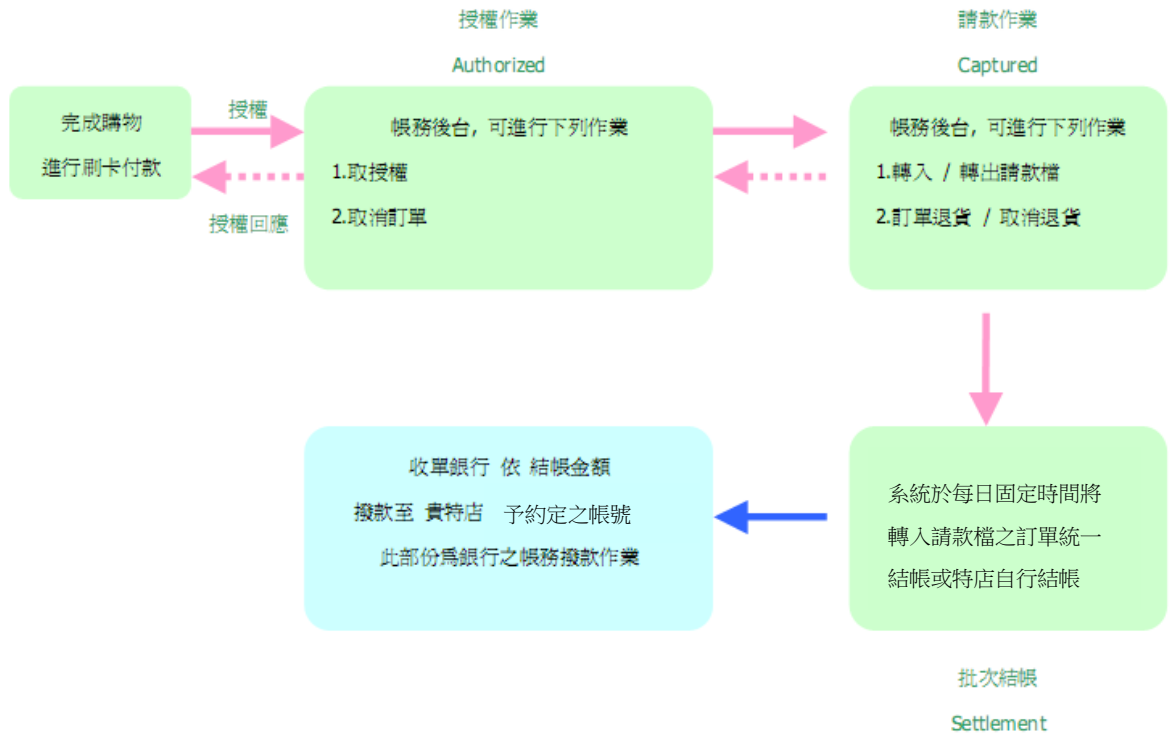 授權作業
Authorized
請款作業
Captured
完成購物
進行刷卡付款
授權
授權回應
帳務後台, 可進行下列作業
1.取授權
2.取消訂單
帳務後台, 可進行下列作業
1.轉入 / 轉出請款檔
2.訂單退貨 / 取消退貨
系統於每日固定時間將
轉入請款檔之訂單統一
結帳或特店自行結帳
批次結帳
Settlement
收單銀行 依 結帳金額
撥款至 貴特店 予約定之帳號
此部份為銀行之帳務撥款作業